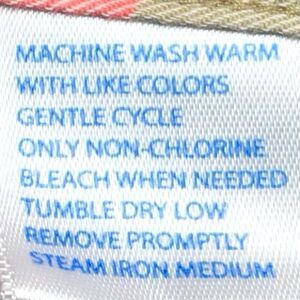 MACHINE WASH WARM
WITH LIKE COLORS
GENTLE CYCLE
ONLY NON-CHLORINE
BLEACH WHEN NEEDED
TUMBLE DRY LOW
REMOVE PROMPTLY
STEAM IRON MEDIUM